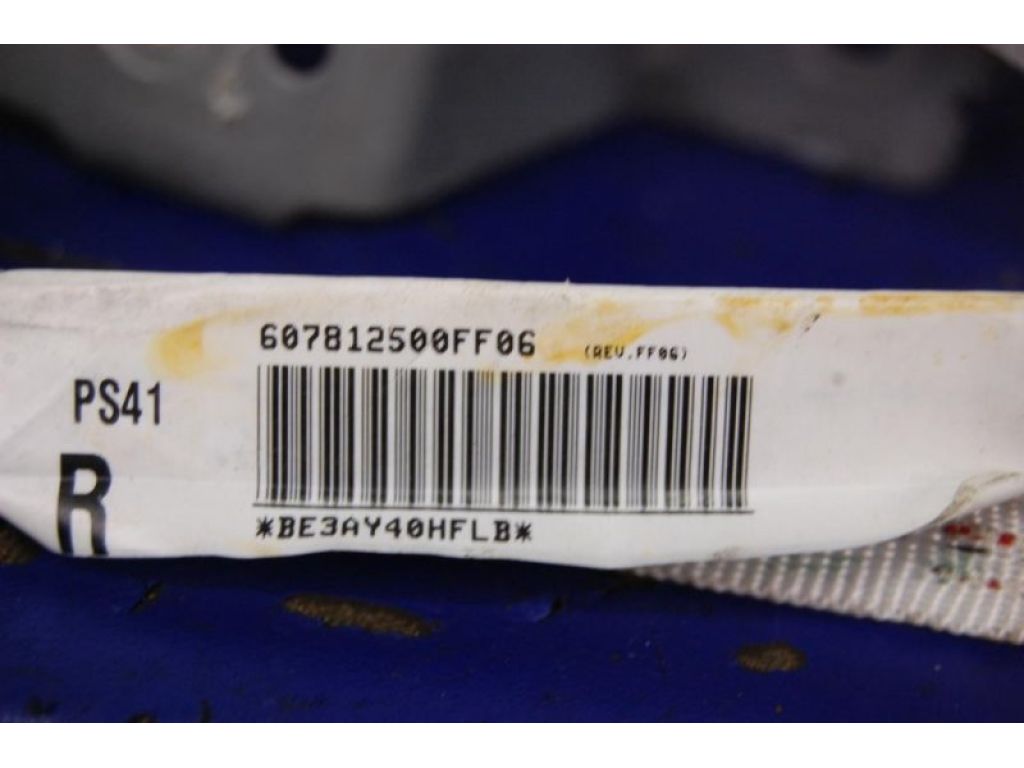 607812500FF06 (REV.FF06)
PS41
R
*BE3AY40HFLB*